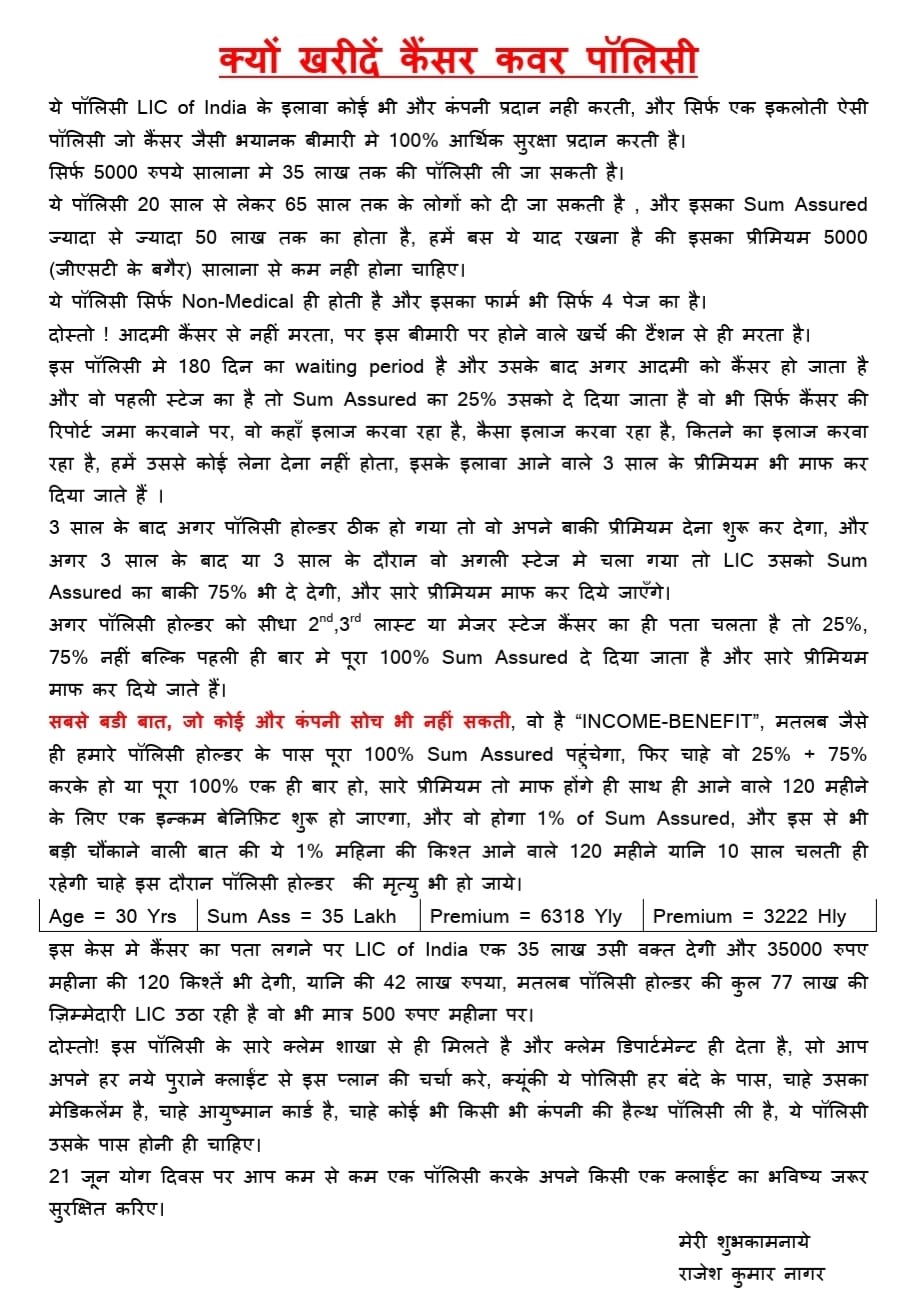 क्यों खरीदें कैंसर कवर पॉलिसी
ये पॉलिसी LIC of India के इलावा कोई भी और कंपनी प्रदान नही करती, और सिर्फ एक इकलोती ऐसी
पॉलिसी जो कैंसर जैसी भयानक बीमारी मे 100% आर्थिक सुरक्षा प्रदान करती है।
सिर्फ 5000 रुपये सालाना मे 35 लाख तक की पॉलिसी ली जा सकती है।
ये पॉलिसी 20 साल से लेकर 65 साल तक के लोगों को दी जा सकती है , और इसका Sum Assured
ज्यादा से ज्यादा 50 लाख तक का होता है, हमें बस ये याद रखना है की इसका प्रीमियम 5000
(जीएसटी के बगैर) सालाना से कम नही होना चाहिए।
ये पॉलिसी सिर्फ Non-Medical ही होती है और इसका फार्म भी सिर्फ 4 पेज का है।
दोस्तो ! आदमी कैंसर से नहीं मरता, पर इस बीमारी पर होने वाले खर्चे की टैंशन से ही मरता है।
इस पॉलिसी मे 180 दिन का waiting period है और उसके बाद अगर आदमी को कैंसर हो जाता है
और वो पहली स्टेज का है तो Sum Assured का 25% उसको दे दिया जाता है वो भी सिर्फ कैंसर की
रिपोर्ट जमा करवाने पर, वो कहाँ इलाज करवा रहा है, कैसा इलाज करवा रहा है, कितने का इलाज करवा
रहा है, हमें उससे कोई लेना देना नहीं होता, इसके इलावा आने वाले 3 साल के प्रीमियम भी माफ कर
दिया जाते हैं ।
3 साल के बाद अगर पॉलिसी होल्डर ठीक हो गया तो वो अपने बाकी प्रीमियम देना शुरू कर देगा, और
अगर 3 साल के बाद या 3 साल के दौरान वो अगली स्टेज मे चला गया तो LIC उसको Sum
Assured का बाकी 75% भी दे देगी, और सारे प्रीमियम माफ कर दिये जाएँगे।
अगर पॉलिसी होल्डर को सीधा 2nd,3rd लास्ट या मेजर स्टेज कैंसर का ही पता चलता है तो 25%,
75% नहीं बल्कि पहली ही बार मे पूरा 100% Sum Assured दे दिया जाता है और सारे प्रीमियम
माफ कर दिये जाते हैं।
सबसे बडी बात, जो कोई और कंपनी सोच भी नहीं सकती, वो है “INCOME-BENEFIT”, मतलब जैसे
ही हमारे पॉलिसी होल्डर के पास पूरा 100% Sum Assured पहुंचेगा, फिर चाहे वो 25% + 75%
करके हो या पूरा 100% एक ही बार हो, सारे प्रीमियम तो माफ होंगे ही साथ ही आने वाले 120 महीने
के लिए एक इन्कम बेनिफ़िट शुरू हो जाएगा, और वो होगा 1% of Sum Assured, और इस से भी
बड़ी चौंकाने वाली बात की ये 1% महिना की किश्त आने वाले 120 महीने यानि 10 साल चलती ही
रहेगी चाहे इस दौरान पॉलिसी होल्डर की मृत्यु भी हो जाये।
Age = 30 Yrs Sum Ass = 35 Lakh Premium = 6318 Yly Premium = 3222 Hly
इस केस मे कैंसर का पता लगने पर LIC of India एक 35 लाख उसी वक्त देगी और 35000 रुपए
महीना की 120 किश्तें भी देगी, यानि की 42 लाख रुपया, मतलब पॉलिसी होल्डर की कुल 77 लाख की
ज़िम्मेदारी LIC उठा रही है वो भी मात्र 500 रुपए महीना पर।
दोस्तो! इस पॉलिसी के सारे क्लेम शाखा से ही मिलते है और क्लेम डिपार्टमेन्ट ही देता है, सो आप
अपने हर नये पुराने क्लाईंट से इस प्लान की चर्चा करे, क्यूंकी ये पोलिसी हर बंदे के पास, चाहे उसका
मेडिकलेंम है, चाहे आयुष्मान कार्ड है, चाहे कोई भी किसी भी कंपनी की हैल्थ पॉलिसी ली है, ये पॉलिसी
उसके पास होनी ही चाहिए।
21 जून योग दिवस पर आप कम से कम एक पॉलिसी करके अपने किसी एक क्लाईंट का भविष्य जरूर
सुरक्षित करिए।
मेरी शुभकामनाये
राजेश कुमार नागर